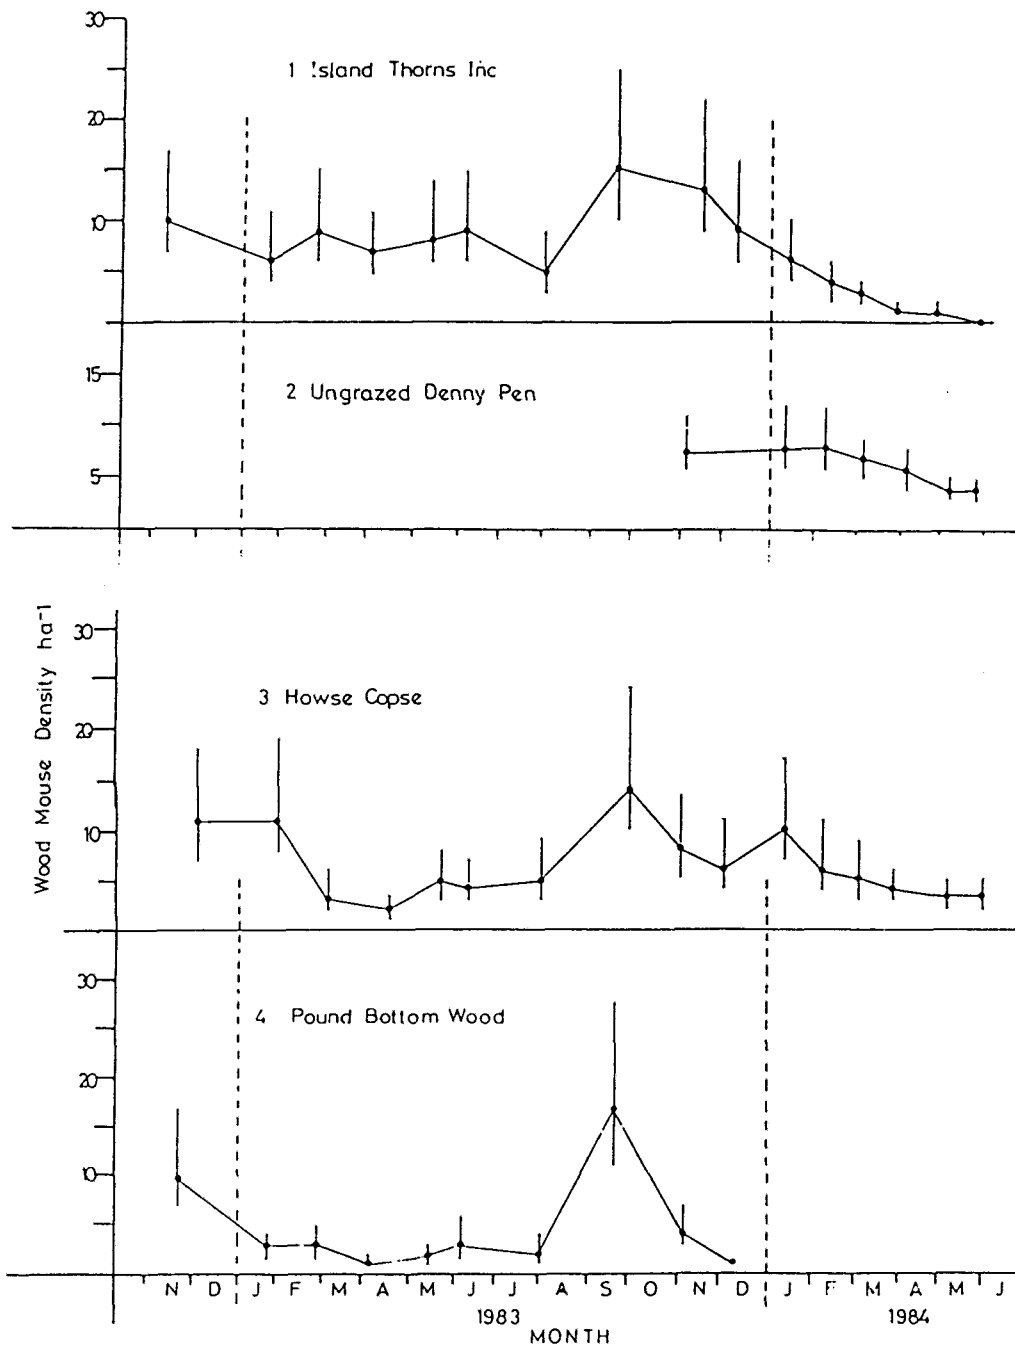 30
1 Island Thorns Inc
20
10
15
2 Ungrazed Denny Pen
5
Wood Mouse Density ha-1
30
3 Howse Copse
20
10
30
4 Pound Bottom Wood
20
10
N D J F M A M J J A S O N D J F M A M J
1983 1984
MONTH